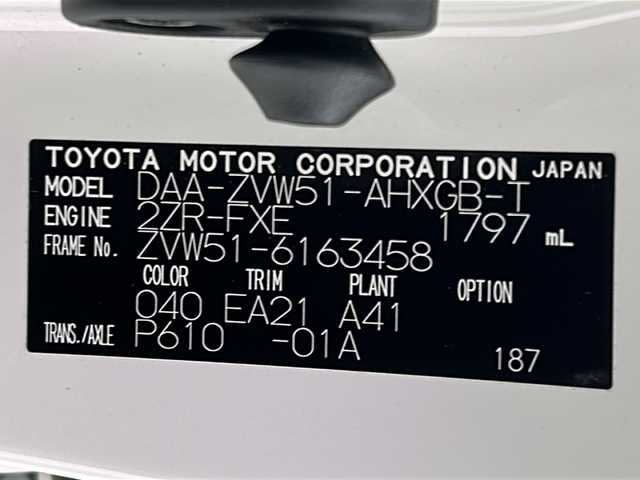 TOYOTA MOTOR CORPORATION JAPAN
MODEL DAA-ZVW51-AHXGB-T
ENGINE 2ZR-FXE 1797 mL
FRAME No. ZVW51-6163458
COLOR TRIM PLANT OPTION
040 EA21 A41
TRANS./AXLE P610 -01A 187